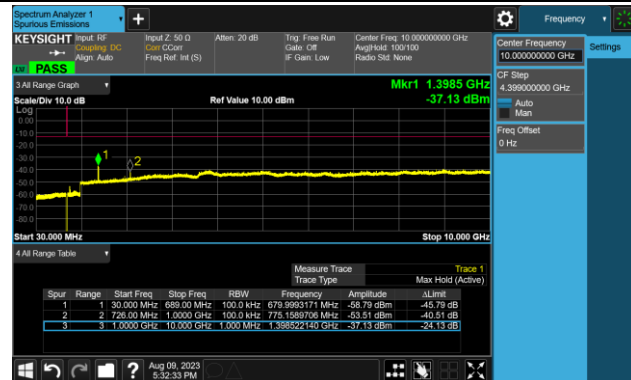 Spectrum Analyzer 1
Spurious Emissions
+
Frequency
KEYSIGHT
Input: RF
Coupling: DC
Align: Auto
Input Z: 50 Ω
Corr CCorr
Freq Ref: Int (S)
Atten: 20 dB
Trig: Free Run
Gate: Off
IF Gain: Low
Center Freq: 10.000000000 GHz
Avg|Hold: 100/100
Radio Std: None
PASS
Center Frequency
10.000000000 GHz
Settings
CF Step
4.399000000 GHz
Auto
Man
Freq Offset
0 Hz
3 All Range Graph
Mkr1 1.3985 GHz
Scale/Div 10.0 dB
Ref Value 10.00 dBm
-37.13 dBm
Log
0.00
-10.0
-20.0
-30.0
-40.0
-50.0
-60.0
-70.0
-80.0
1
2
Start 30.000 MHz
Stop 10.000 GHz
4 All Range Table
Measure Trace Trace 1
Trace Type Max Hold (Active)
Spur Range Start Freq Stop Freq RBW Frequency Amplitude ΔLimit
1 1 30.000 MHz 689.00 MHz 100.0 kHz 679.9993171 MHz -58.79 dBm -45.79 dB
2 2 726.00 MHz 1.0000 GHz 100.0 kHz 775.1589706 MHz -53.51 dBm -40.51 dB
3 3 1.0000 GHz 10.000 GHz 1.000 MHz 1.398522140 GHz -37.13 dBm -24.13 dB
?
Aug 09, 2023
5:32:33 PM